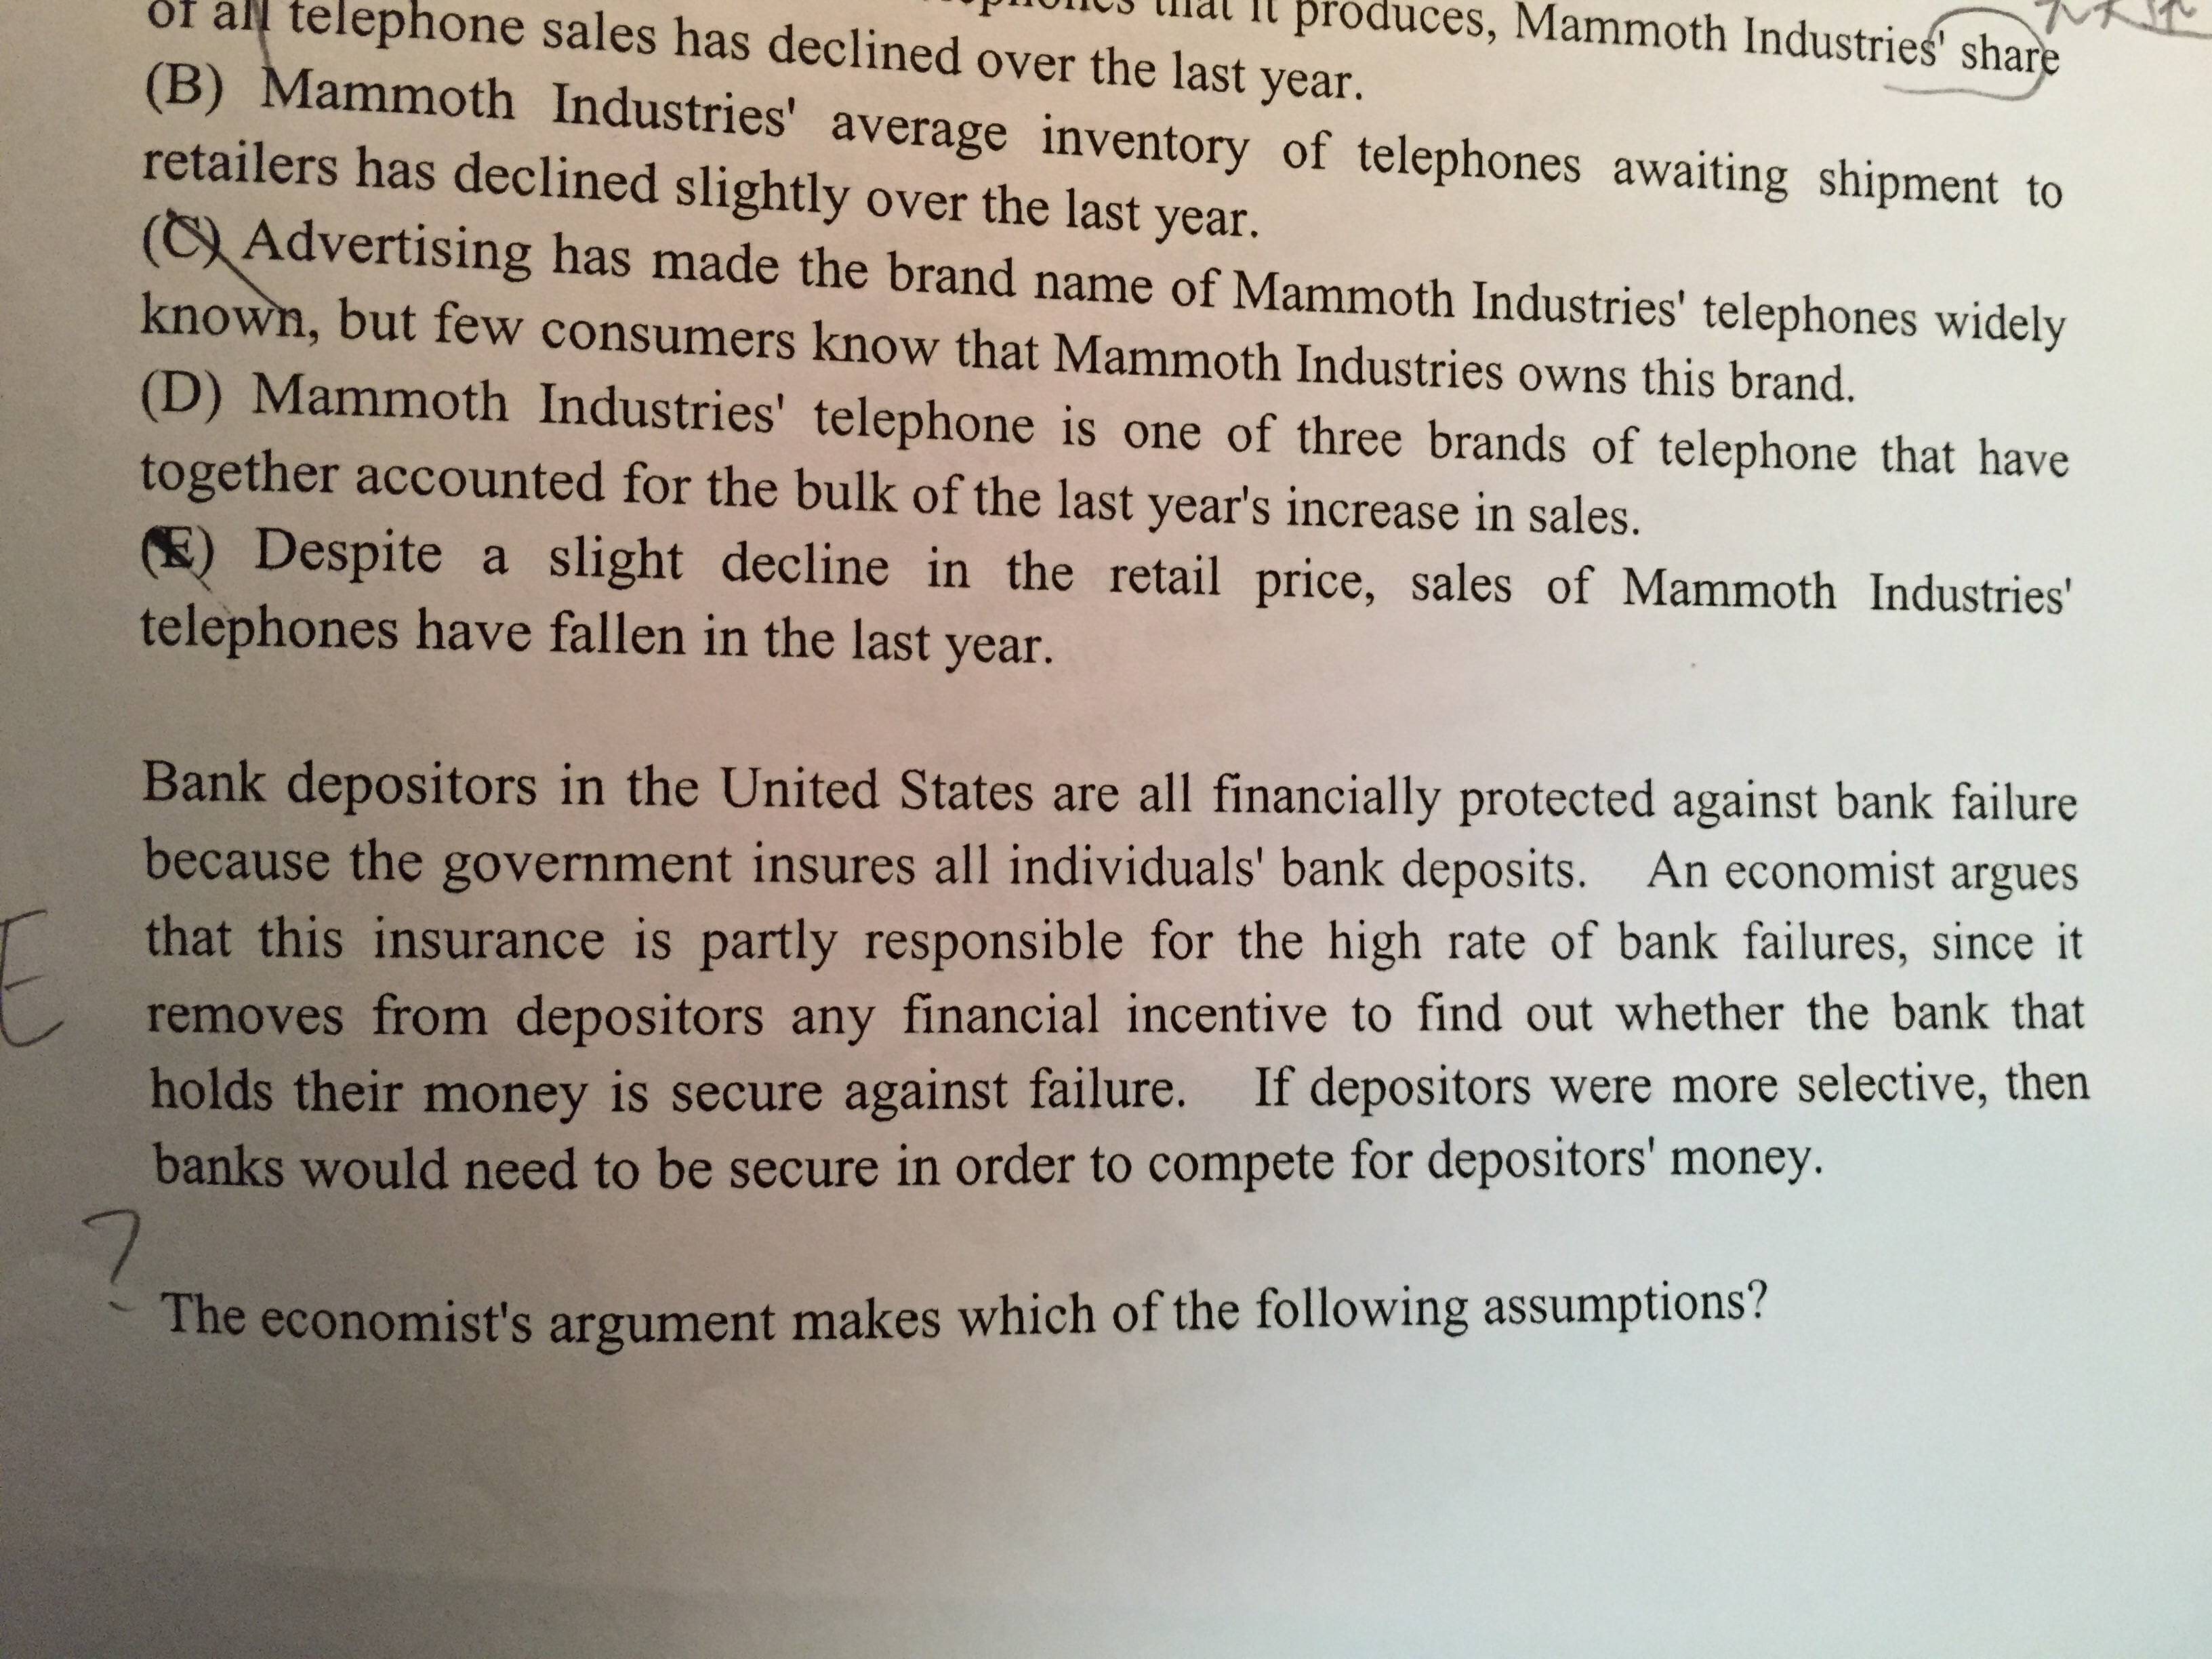 of all telephone sales has declined over the last year. that it produces, Mammoth Industries' share
(B) Mammoth Industries' average inventory of telephones awaiting shipment to
retailers has declined slightly over the last year.
(C) Advertising has made the brand name of Mammoth Industries' telephones widely
known, but few consumers know that Mammoth Industries owns this brand.
(D) Mammoth Industries' telephone is one of three brands of telephone that have
together accounted for the bulk of the last year's increase in sales.
(E) Despite a slight decline in the retail price, sales of Mammoth Industries'
telephones have fallen in the last year.
Bank depositors in the United States are all financially protected against bank failure
because the government insures all individuals' bank deposits. An economist argues
that this insurance is partly responsible for the high rate of bank failures, since it
E
removes from depositors any financial incentive to find out whether the bank that
holds their money is secure against failure. If depositors were more selective, then
banks would need to be secure in order to compete for depositors' money.
?
The economist's argument makes which of the following assumptions?